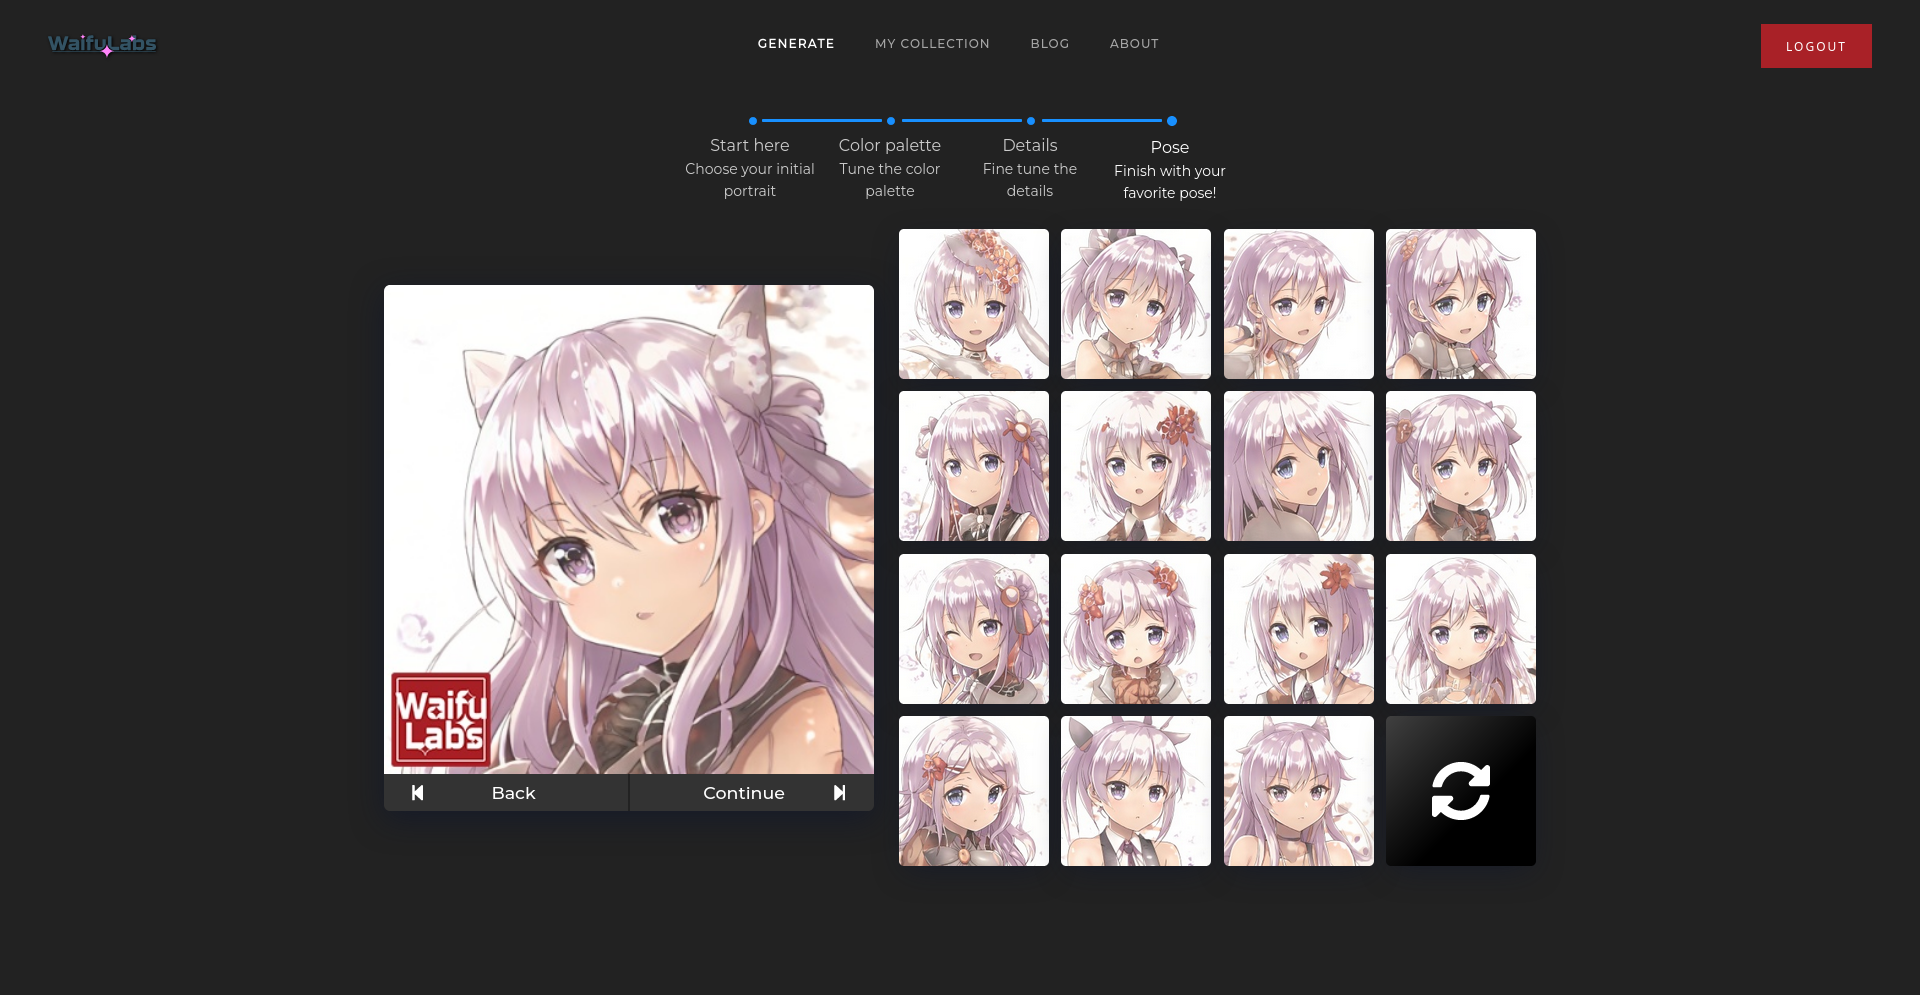 WaifuLabs
GENERATE
MY COLLECTION
BLOG
ABOUT
LOGOUT
Start here
Choose your initial
portrait
Color palette
Tune the color
palette
Details
Fine tune the
details
Pose
Finish with your
favorite pose!
Waifu
Labs
Back
Continue